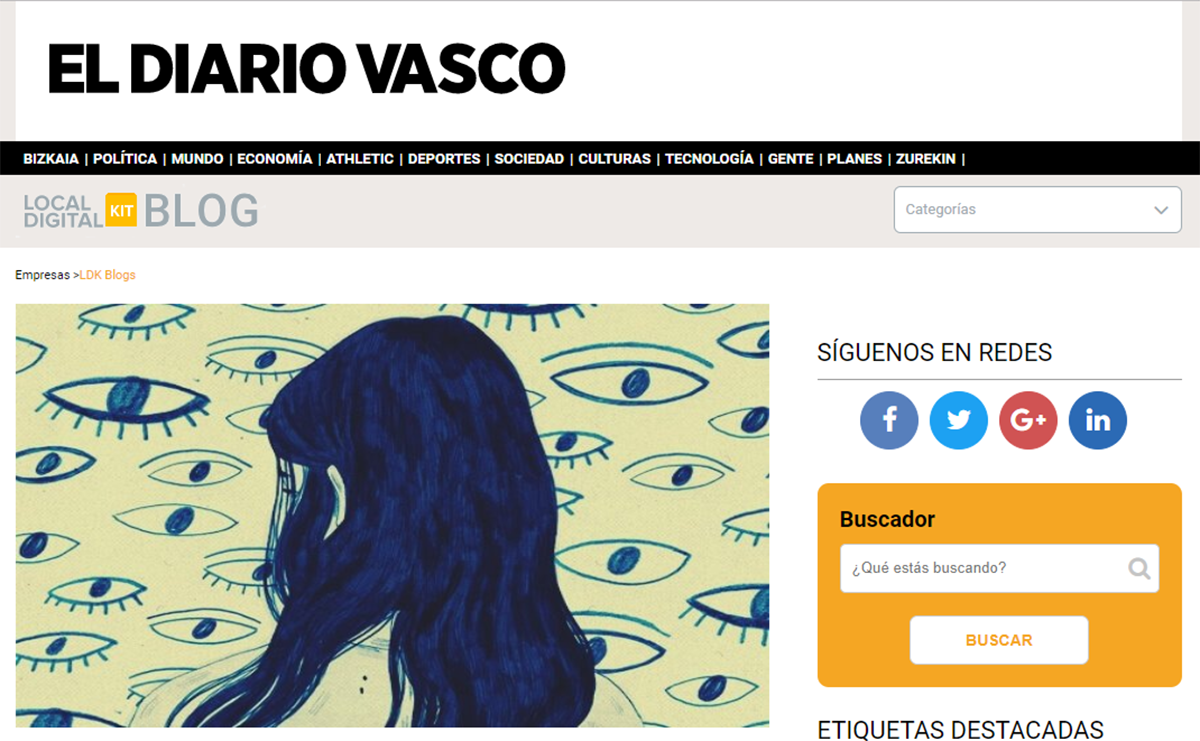 EL DIARIO VASCO
BIZKAIA | POLÍTICA | MUNDO | ECONOMÍA | ATHLETIC | DEPORTES | SOCIEDAD | CULTURAS | TECNOLOGÍA | GENTE | PLANES | ZUREKIN |
LOCAL
DIGITAL KIT BLOG
Categorías
Empresas >LDK Blogs
SÍGUENOS EN REDES
f G+ in
Buscador
¿Qué estás buscando?
BUSCAR
ETIQUETAS DESTACADAS